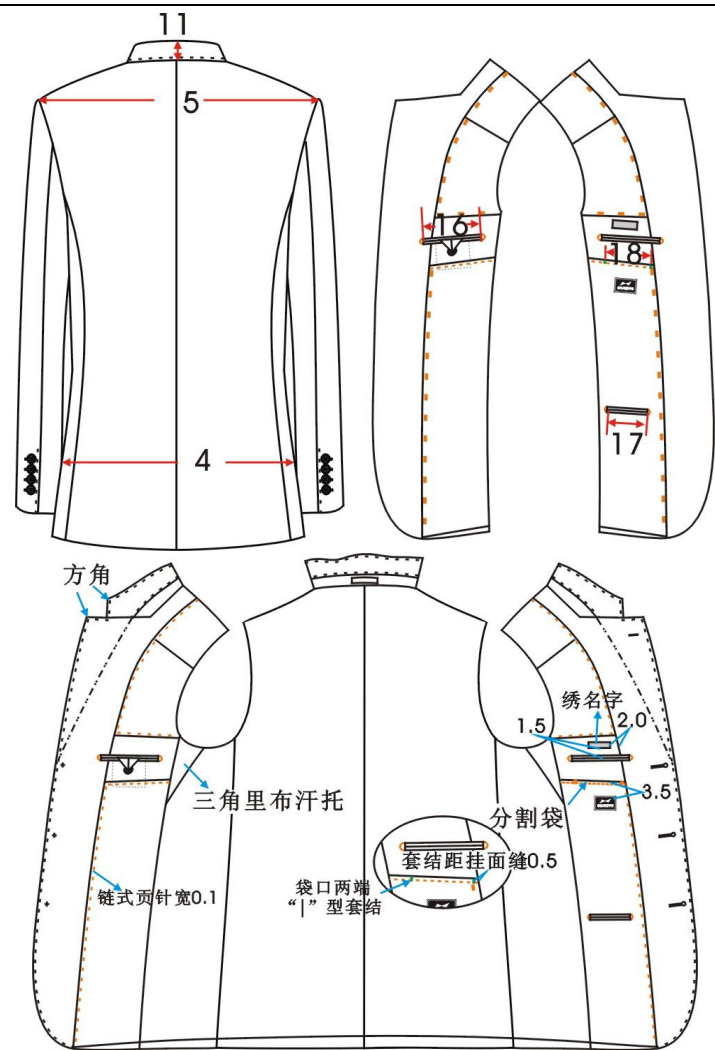 11
5
4
16
18
17
方角
绣名字
1.5
2.0
3.5
三角里布汗托
分割袋
套结距挂面缝0.5
袋口两端
“|”型套结
链式贡针宽0.1